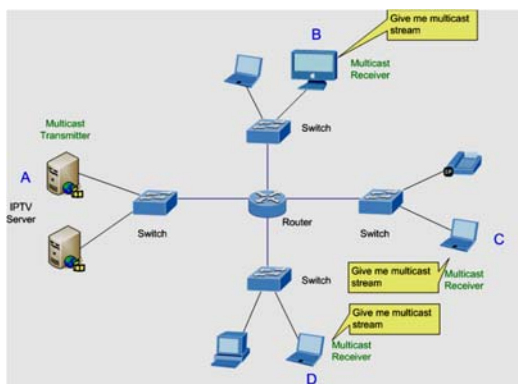 Give me multicast
stream
B
Multicast
Receiver
Multicast
Transmitter
Switch
A
IPTV
Server
IP
Router
Switch
Switch
C
Switch
Give me multicast
stream
Multicast
Receiver
Give me multicast
stream
Multicast
Receiver
D